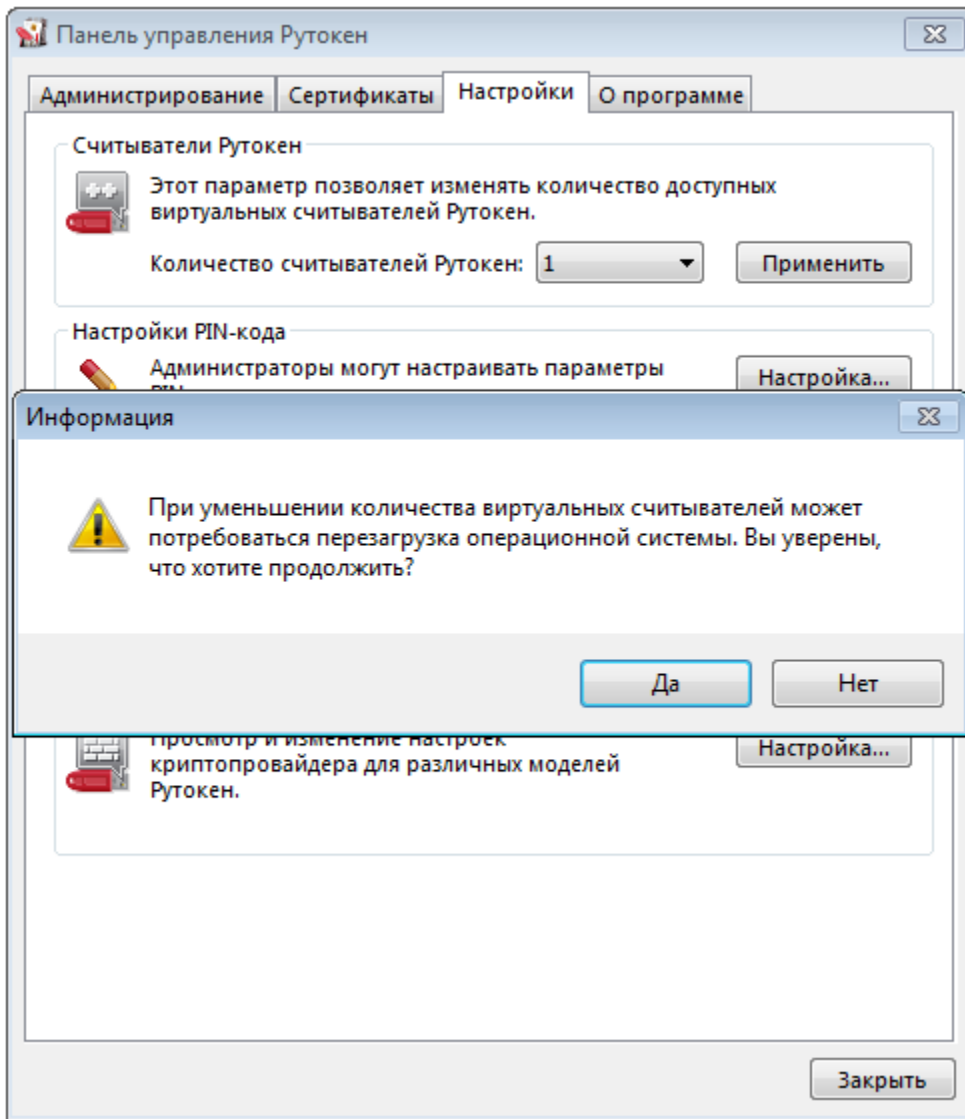 Панель управления Рутокен
Администрирование Сертификаты Настройки О программе
Считыватели Рутокен
Этот параметр позволяет изменять количество доступных
виртуальных считывателей Рутокен.
Количество считывателей Рутокен: 1 Применить
Настройки PIN-кода
Администраторы могут настраивать параметры
Настройка...
Информация
При уменьшении количества виртуальных считывателей может
потребоваться перезагрузка операционной системы. Вы уверены,
что хотите продолжить?
Да Нет
Просмотр и изменение настроек
Настройка...
криптопровайдера для различных моделей
Рутокен.
Закрыть